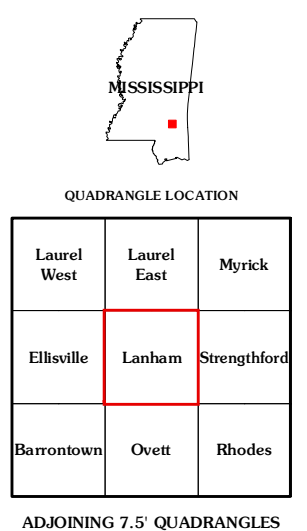 MISSISSIPPI
QUADRANGLE LOCATION
Laurel
West
Laurel
East
Myrick
Ellisville
Lanham
Strengthford
Barrontown
Ovett
Rhodes
ADJOINING 7.5' QUADRANGLES